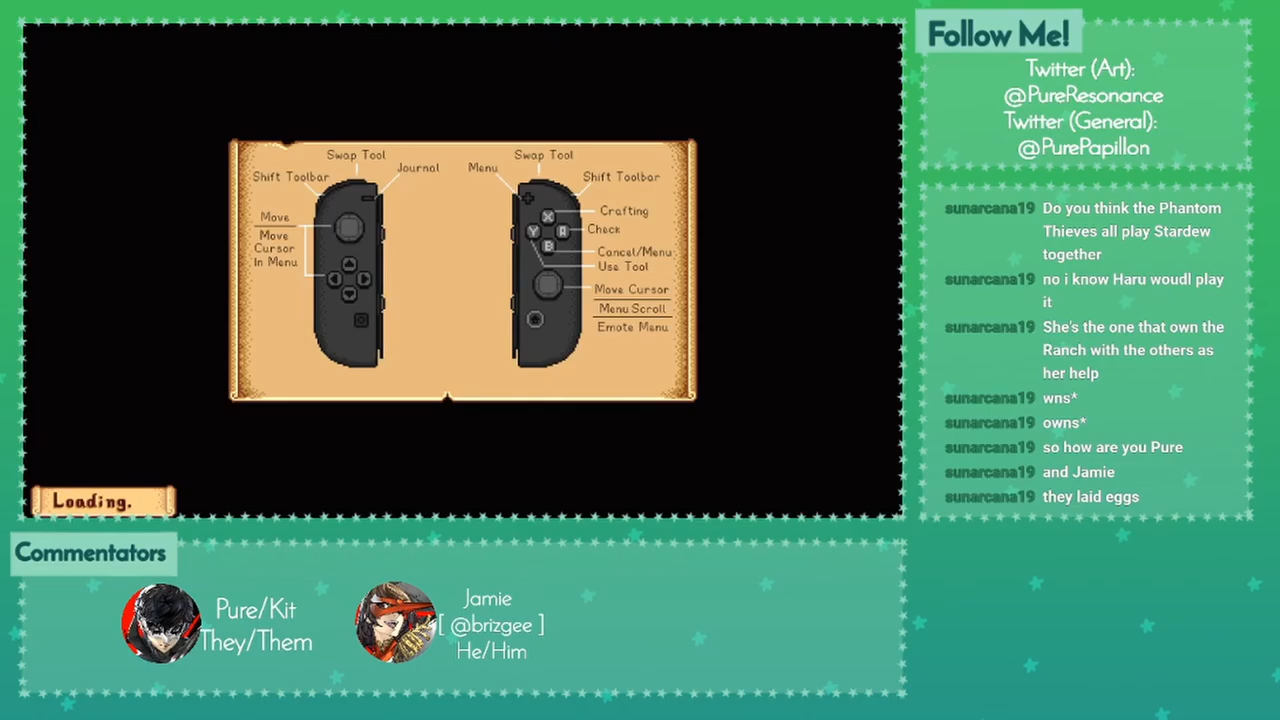 Follow Me!
Twitter (Art):
@PureResonance
Twitter (General):
@PurePapillon
Swap Tool
Shift Toolbar
Journal
Move
Move
Cursor
In Menu
Swap Tool
Menu
Shift Toolbar
X
Crafting
Y
A
Check
B
Cancel/Menu
Use Tool
Move Cursor
Menu Scroll
Emote Menu
Loading.
sunarcana19 Do you think the Phantom
Thieves all play Stardew
together
sunarcana19 no i know Haru woudl play
it
sunarcana19 She's the one that own the
Ranch with the others as
her help
sunarcana19 wns*
sunarcana19 owns*
sunarcana19 so how are you Pure
sunarcana19 and Jamie
sunarcana19 they laid eggs
Commentators
Pure/Kit
They/Them
Jamie
[ @brizgee ]
He/Him